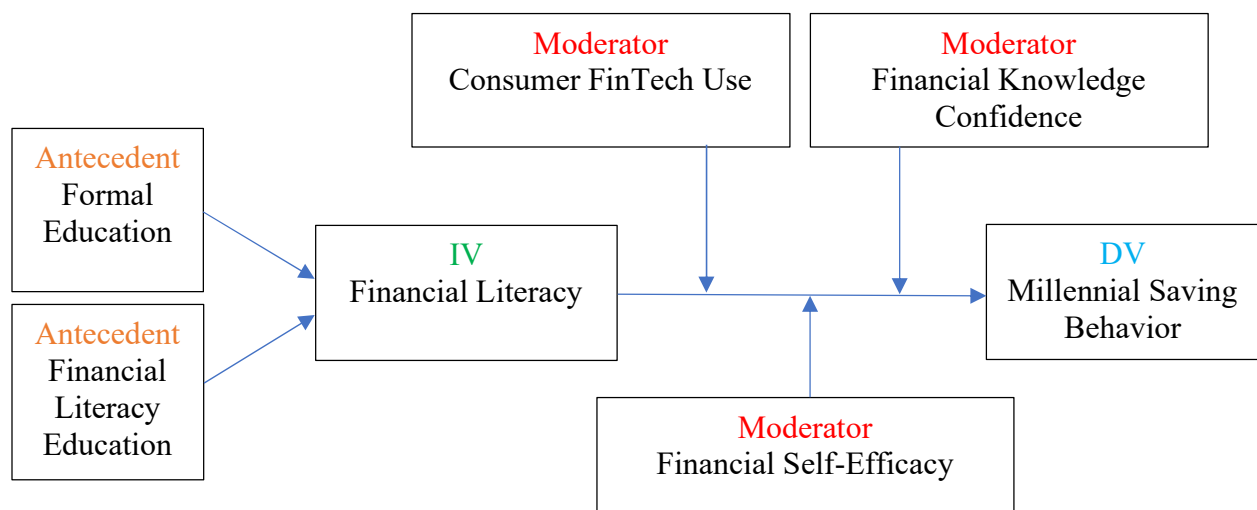 Moderator
Consumer FinTech Use
Moderator
Financial Knowledge
Confidence
Antecedent
Formal
Education
Antecedent
Financial
Literacy
Education
IV
Financial Literacy
DV
Millennial Saving
Behavior
Moderator
Financial Self-Efficacy